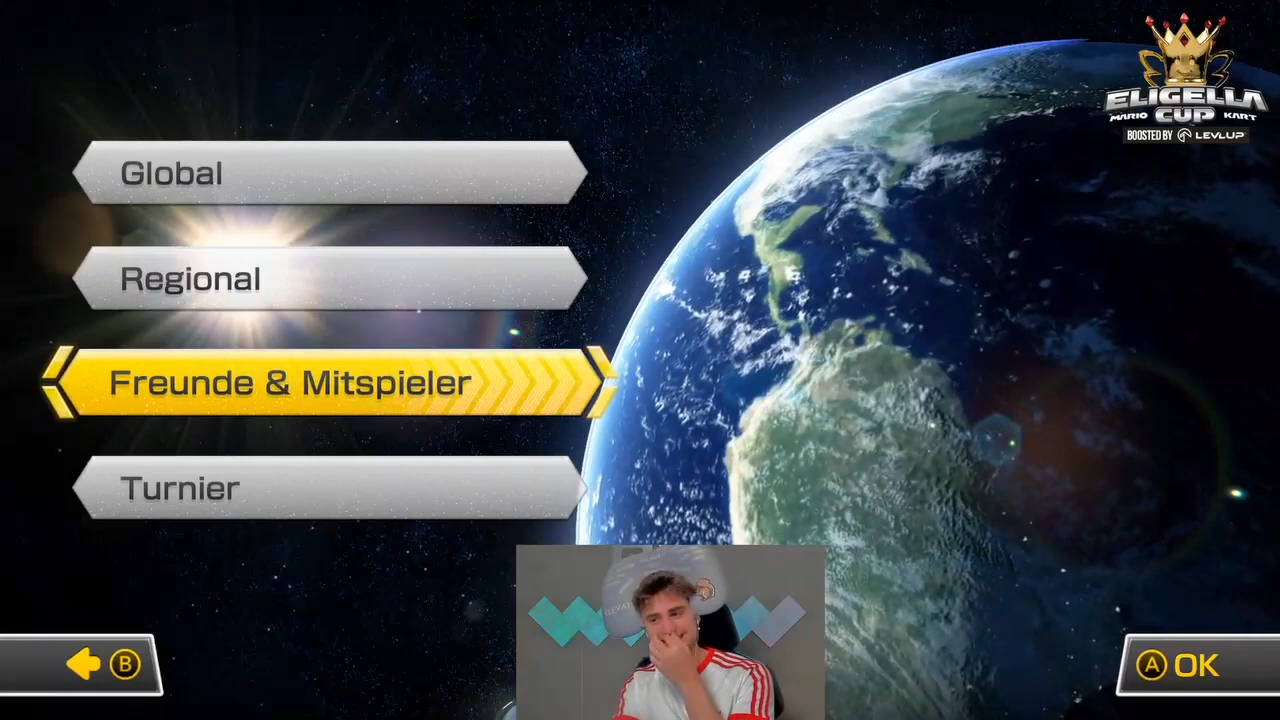 ELIGELLA
MARIO CUP KART
BOOSTED BY LEVLUP
Global
Regional
Freunde & Mitspieler
Turnier
B
A OK